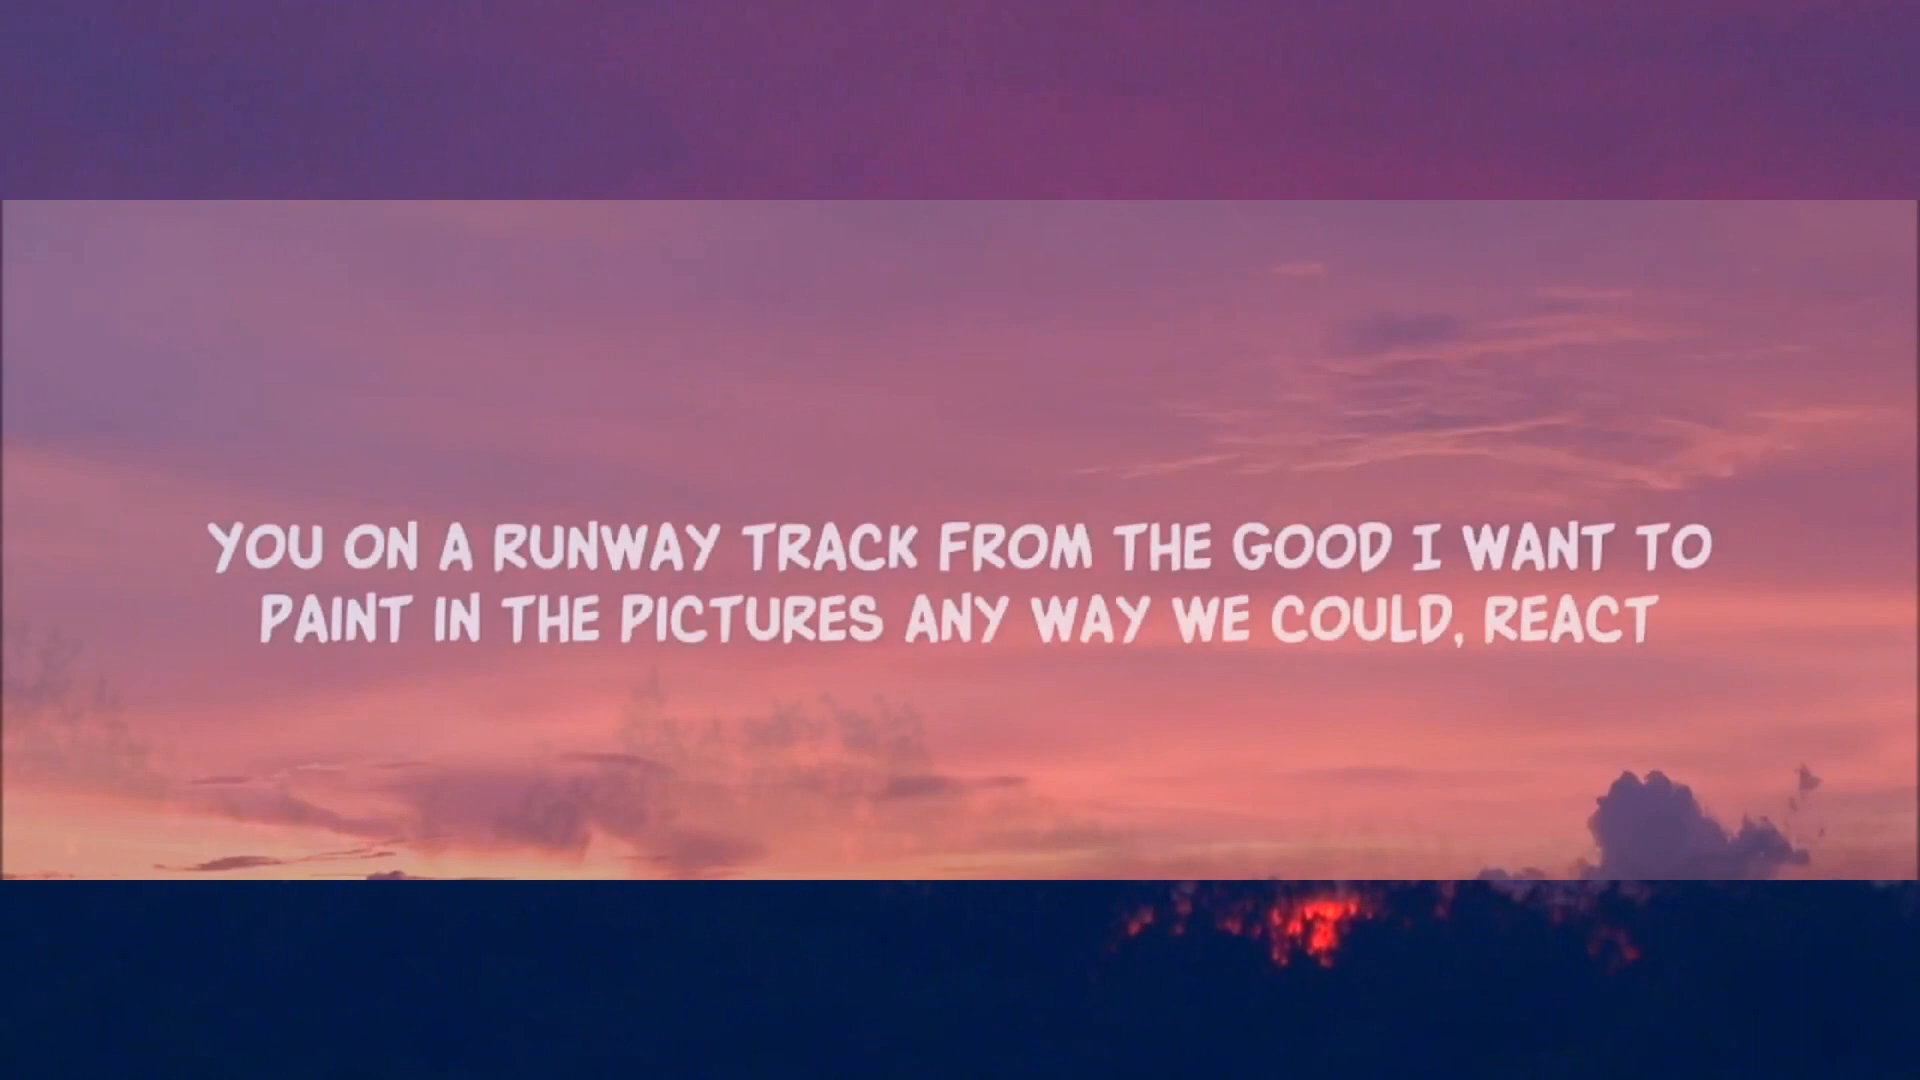 YOU ON A RUNWAY TRACK FROM THE GOOD I WANT TO
PAINT IN THE PICTURES ANY WAY WE COULD, REACT